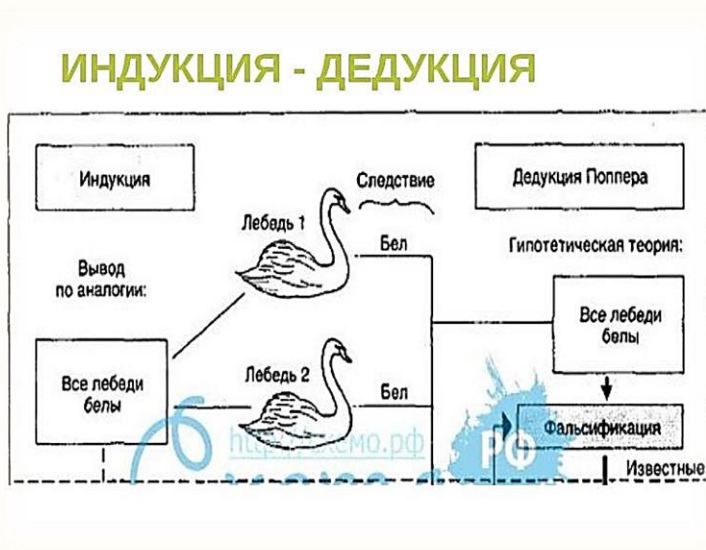 ИНДУКЦИЯ - ДЕДУКЦИЯ
Индукция
Следствие
Дедукция Поппера
Лебедь 1
Бел
Гипотетическая теория:
Вывод
по аналогии:
Все лебеди
белы
Все лебеди
белы
Лебедь 2
Бел
Фальсификация
РФ
Известные